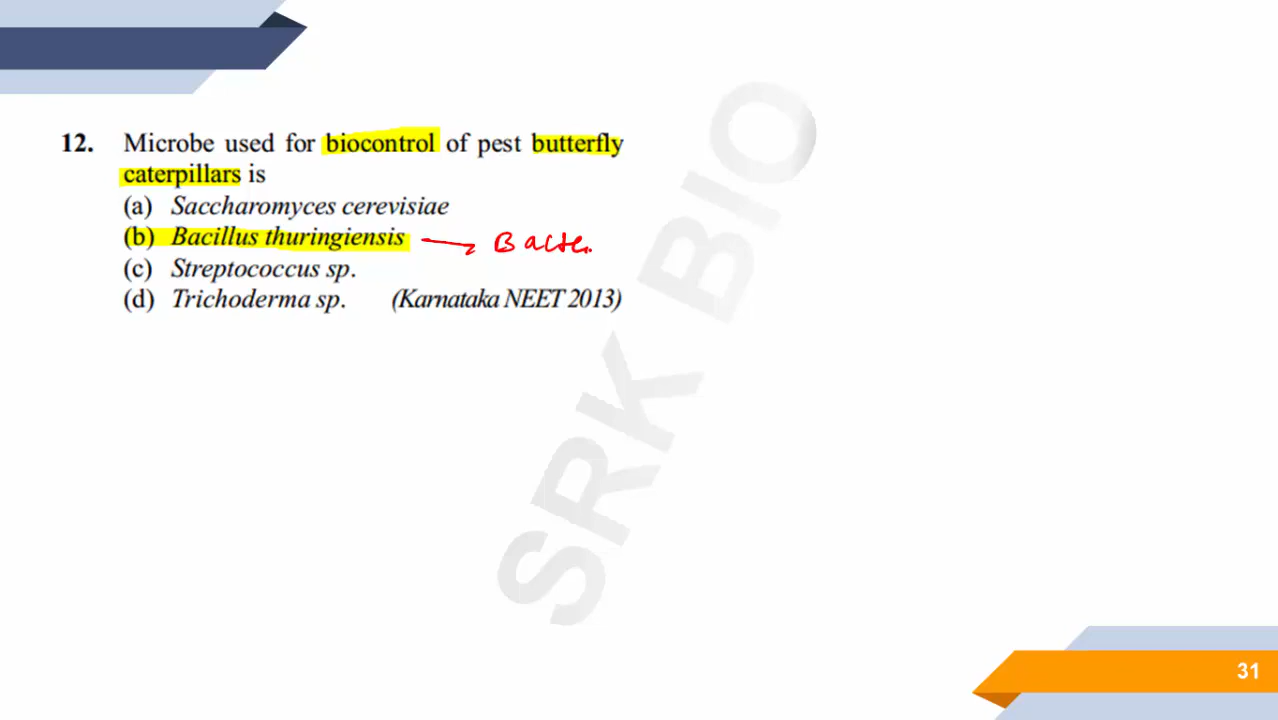 12. Microbe used for biocontrol of pest butterfly
caterpillars is
(a) Saccharomyces cerevisiae
(b) Bacillus thuringiensis → Bacte
(c) Streptococcus sp.
(d) Trichoderma sp. (Karnataka NEET 2013)
SRK BIO
31